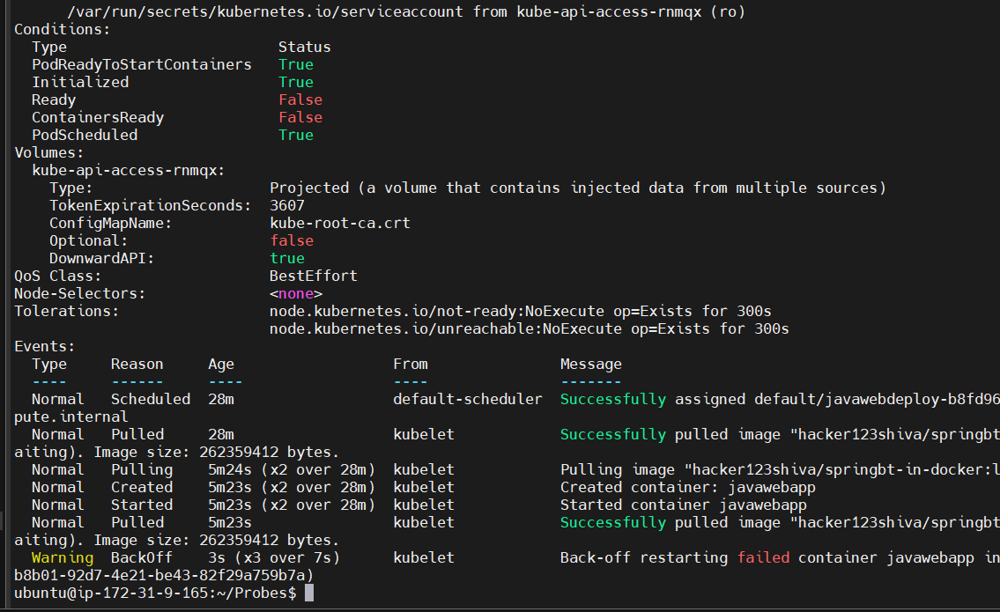 /var/run/secrets/kubernetes.io/serviceaccount from kube-api-access-rnmqx (ro)
Conditions:
  Type                        Status
  PodReadyToStartContainers   True
  Initialized                 True
  Ready                       False
  ContainersReady             False
  PodScheduled                True
Volumes:
  kube-api-access-rnmqx:
    Type:                    Projected (a volume that contains injected data from multiple sources)
    TokenExpirationSeconds:  3607
    ConfigMapName:           kube-root-ca.crt
    Optional:                false
    DownwardAPI:             true
QoS Class:                   BestEffort
Node-Selectors:              <none>
Tolerations:                 node.kubernetes.io/not-ready:NoExecute op=Exists for 300s
                             node.kubernetes.io/unreachable:NoExecute op=Exists for 300s
Events:
  Type     Reason     Age                  From               Message
  ----     ------     ----                 ----               -------
  Normal   Scheduled  28m                  default-scheduler  Successfully assigned default/javawebdeploy-b8fd96
pute.internal
  Normal   Pulled     28m                  kubelet            Successfully pulled image "hacker123shiva/springbt
aiting). Image size: 262359412 bytes.
  Normal   Pulling    5m24s (x2 over 28m)  kubelet            Pulling image "hacker123shiva/springbt-in-docker:l
  Normal   Created    5m23s (x2 over 28m)  kubelet            Created container: javawebapp
  Normal   Started    5m23s (x2 over 28m)  kubelet            Started container javawebapp
  Normal   Pulled     5m23s                kubelet            Successfully pulled image "hacker123shiva/springbt
aiting). Image size: 262359412 bytes.
  Warning  BackOff    3s (x3 over 7s)      kubelet            Back-off restarting failed container javawebapp in
b8b01-92d7-4e21-be43-82f29a759b7a)
ubuntu@ip-172-31-9-165:~/Probes$